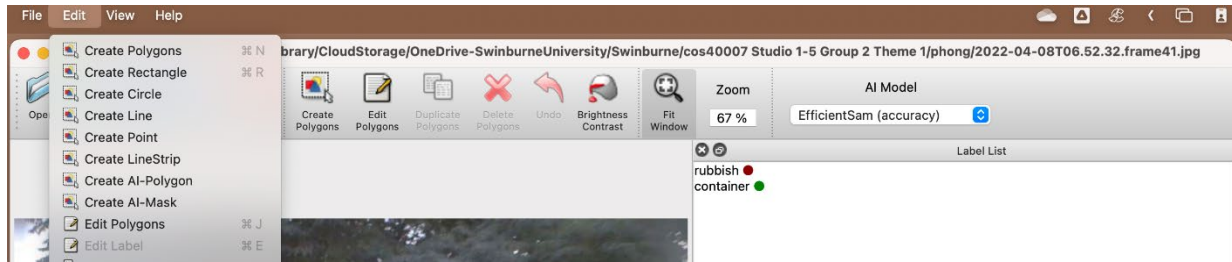 File Edit View Help
brary/CloudStorage/OneDrive-SwinburneUniversity/Swinburne/cos40007 Studio 1-5 Group 2 Theme 1/phong/2022-04-08T06.52.32.frame41.jpg
Create Polygons ⌘ N
Create Rectangle ⌘ R
Create Circle
Create Line
Create Point
Create LineStrip
Create AI-Polygon
Create AI-Mask
Edit Polygons ⌘ J
Edit Label ⌘ E
Ope
Create Polygons
Edit Polygons
Duplicate Polygons
Delete Polygons
Undo
Brightness Contrast
Fit Window
Zoom
67 %
AI Model
EfficientSam (accuracy)
Label List
rubbish
container